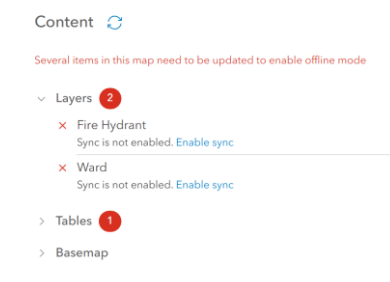 Content
Several items in this map need to be updated to enable offline mode
Layers 2
Fire Hydrant
Sync is not enabled. Enable sync
Ward
Sync is not enabled. Enable sync
Tables 1
Basemap